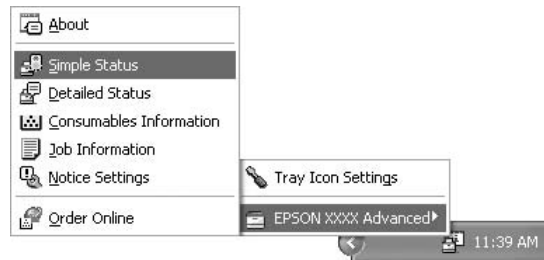 About
Simple Status
Detailed Status
Consumables Information
Job Information
Notice Settings
Order Online
Tray Icon Settings
EPSON XXXX Advanced
11:39 AM